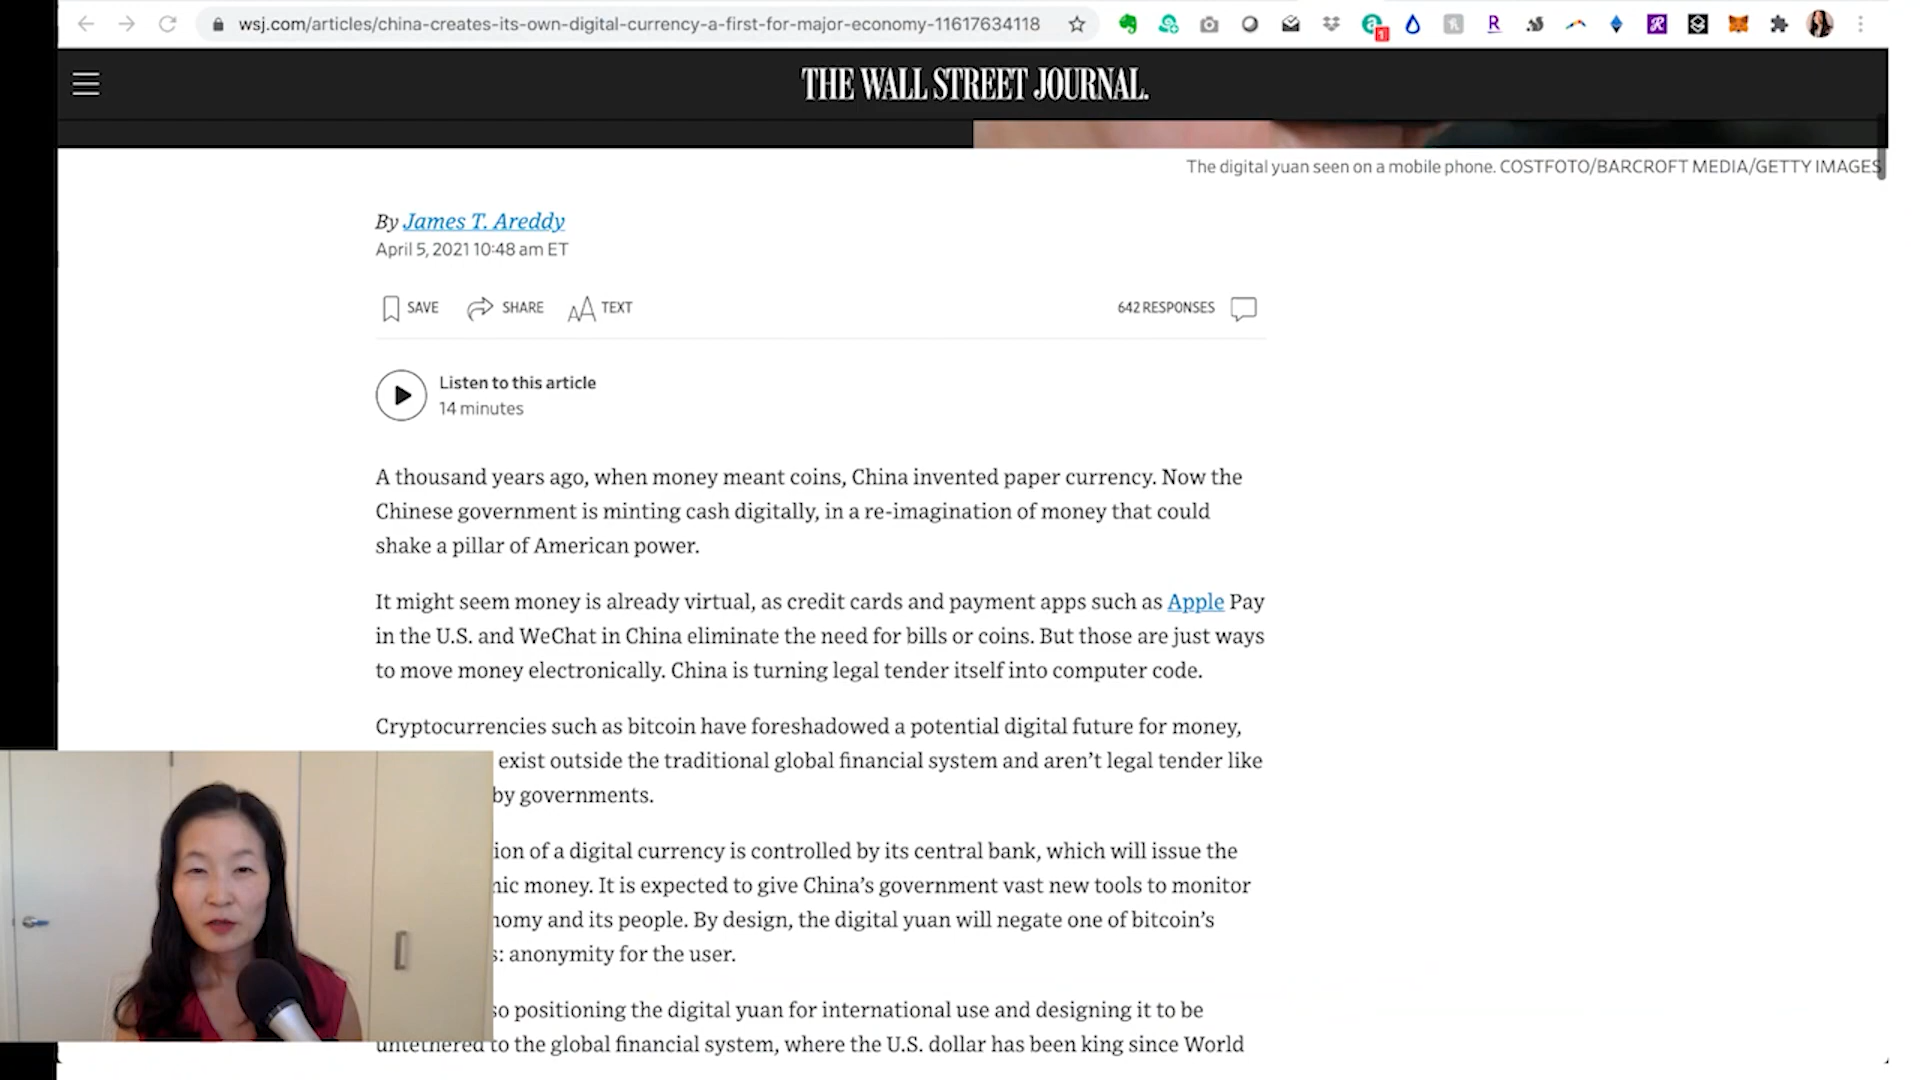 wsj.com/articles/china-creates-its-own-digital-currency-a-first-for-major-economy-11617634118
1
THE WALL STREET JOURNAL.
The digital yuan seen on a mobile phone. COSTFOTO/BARCROFT MEDIA/GETTY IMAGES
By James T. Areddy
April 5, 2021 10:48 am ET
SAVE SHARE AA TEXT 642 RESPONSES
Listen to this article
14 minutes
A thousand years ago, when money meant coins, China invented paper currency. Now the
Chinese government is minting cash digitally, in a re-imagination of money that could
shake a pillar of American power.
It might seem money is already virtual, as credit cards and payment apps such as Apple Pay
in the U.S. and WeChat in China eliminate the need for bills or coins. But those are just ways
to move money electronically. China is turning legal tender itself into computer code.
Cryptocurrencies such as bitcoin have foreshadowed a potential digital future for money,
exist outside the traditional global financial system and aren't legal tender like
by governments.
ion of a digital currency is controlled by its central bank, which will issue the
nic money. It is expected to give China's government vast new tools to monitor
nomy and its people. By design, the digital yuan will negate one of bitcoin's
s: anonymity for the user.
so positioning the digital yuan for international use and designing it to be
untethered to the global financial system, where the U.S. dollar has been king since World